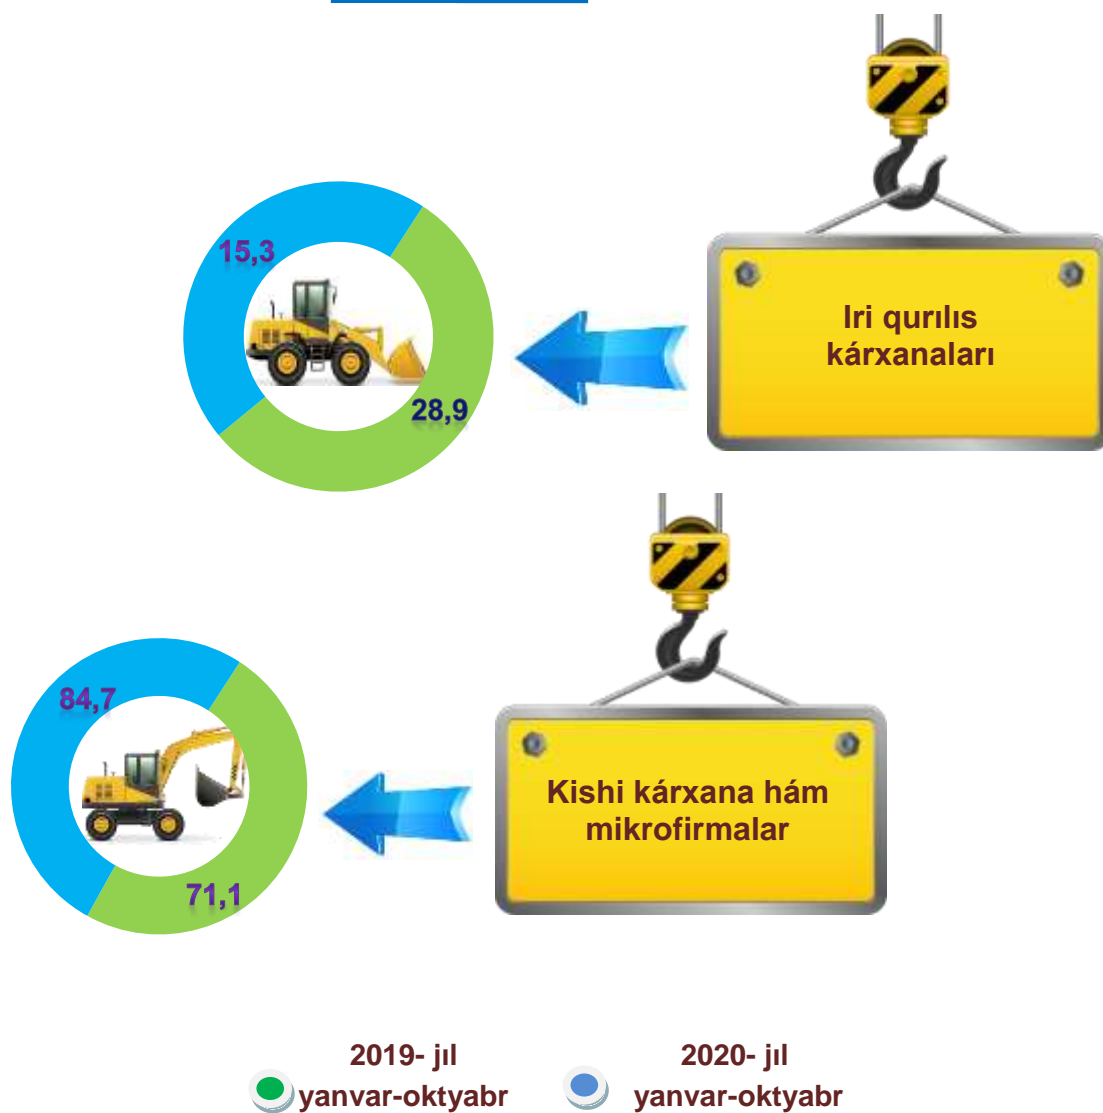 15,3
Iri qurılıs
kárxanaları
28,9
84,7
Kishi kárxana hám
mikrofirmalar
71,1
2019- jıl
yanvar-oktyabr
2020- jıl
yanvar-oktyabr